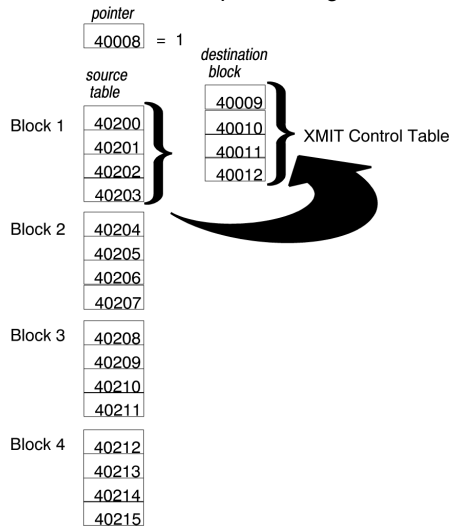 pointer
40008 = 1
destination
block
source
table
40009
40010
40011
40012
XMIT Control Table
Block 1
40200
40201
40202
40203
Block 2
40204
40205
40206
40207
Block 3
40208
40209
40210
40211
Block 4
40212
40213
40214
40215